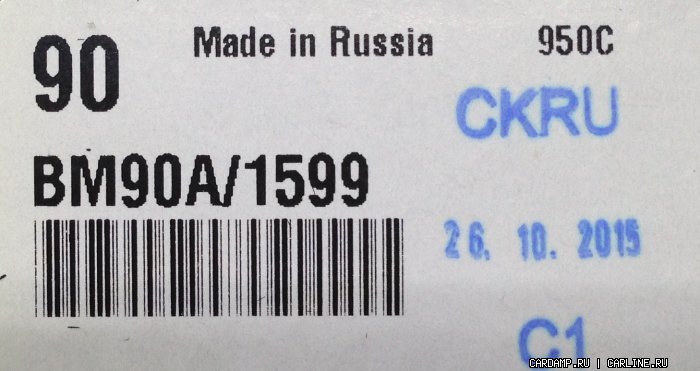 90 Made in Russia 950C
CKRU
BM90A/1599
26. 10. 2015
C1
CARDAMP.RU | CARLINE.RU